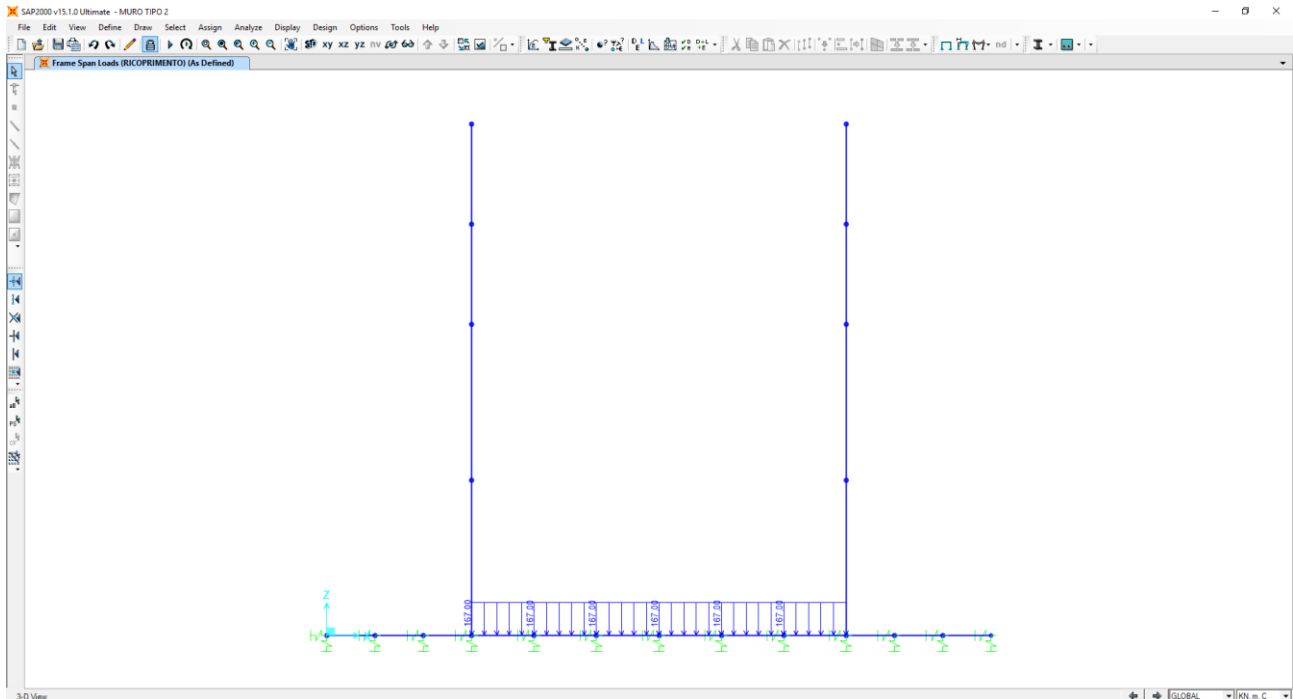 SAP2000 v15.1.0 Ultimate - MURO TIPO 2
File Edit View Define Draw Select Assign Analyze Display Design Options Tools Help
xy xz yz nv nd
Frame Span Loads (RICOPRIMENTO) (As Defined)
Z
167.00 167.00 167.00 167.00 167.00 167.00
X
3-D View GLOBAL KN, m, C